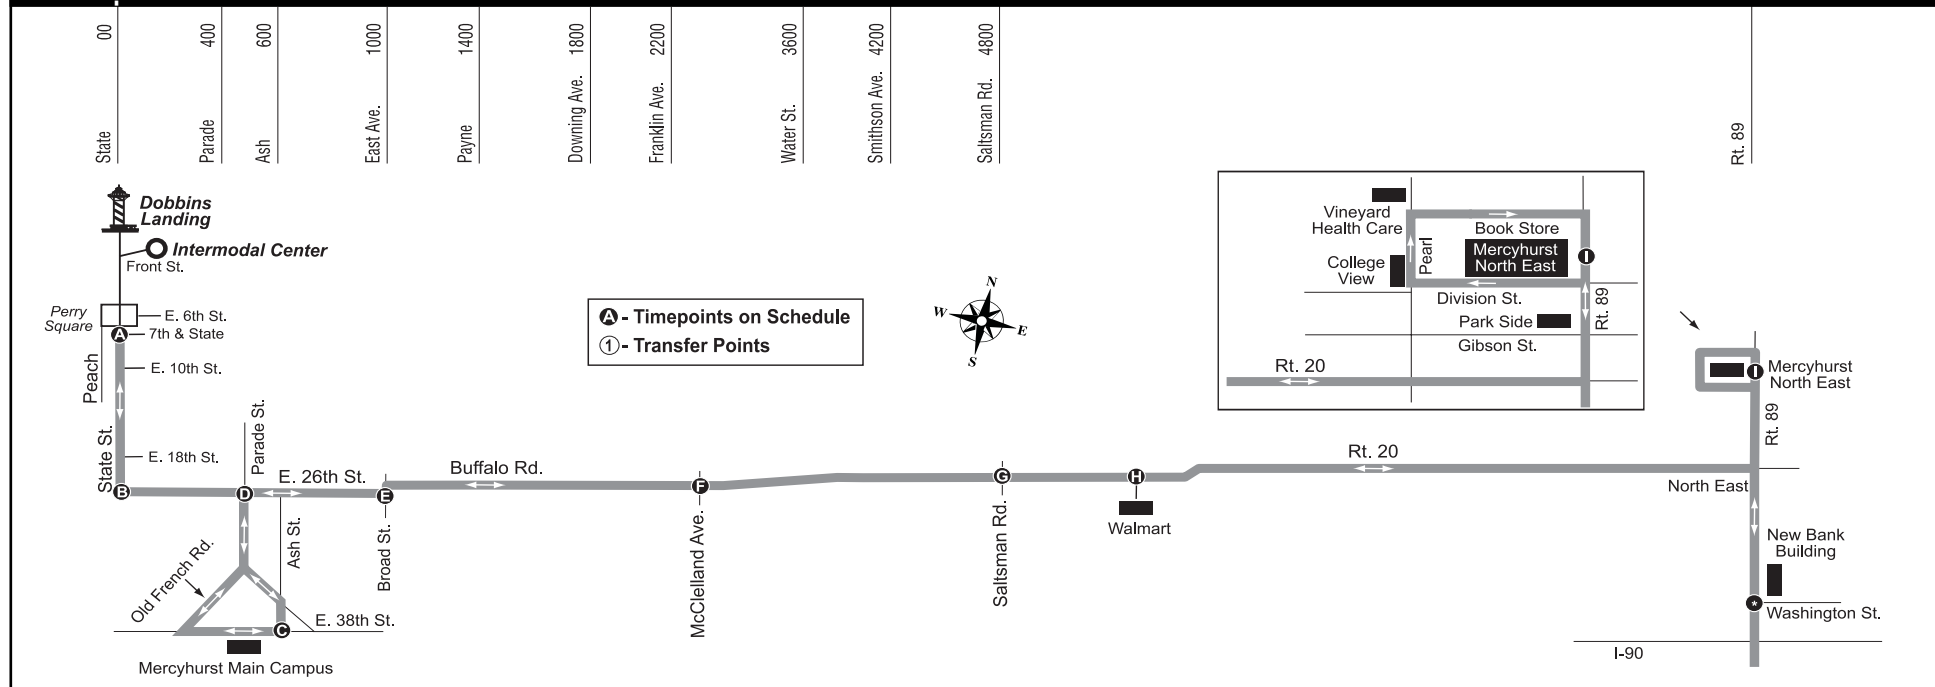 State 00
Parade 400
Ash 600
East Ave. 1000
Payne 1400
Downing Ave. 1800
Franklin Ave. 2200
Water St. 3600
Smithson Ave. 4200
Saltsman Rd. 4800
Rt. 89
Dobbins
Landing
Intermodal Center
Front St.
Perry
Square
E. 6th St.
A
7th & State
Peach
E. 10th St.
State St.
E. 18th St.
B
Parade St.
D
E. 26th St.
Ash St.
Old French Rd.
C
E. 38th St.
Mercyhurst Main Campus
E
Broad St.
Buffalo Rd.
A - Timepoints on Schedule
1 - Transfer Points
N
W
E
S
F
McClelland Ave.
G
Saltsman Rd.
H
Walmart
Rt. 20
Vineyard
Health Care
Book Store
Mercyhurst
North East
I
College
View
Pearl
Division St.
Rt. 89
Park Side
Gibson St.
Rt. 20
I
Mercyhurst
North East
Rt. 89
North East
New Bank
Building
*
Washington St.
I-90